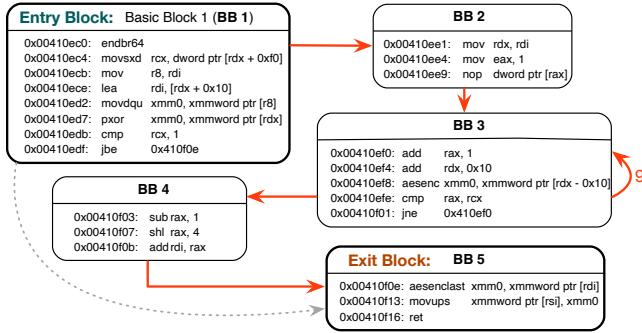 Entry Block: Basic Block 1 (BB 1)
0x00410ec0: endbr64
0x00410ec4: movsxd rcx, dword ptr [rdx + 0xf0]
0x00410ecb: mov r8, rdi
0x00410ece: lea rdi, [rdx + 0x10]
0x00410ed2: movdqu xmm0, xmmword ptr [r8]
0x00410ed7: pxor xmm0, xmmword ptr [rdx]
0x00410edb: cmp rcx, 1
0x00410edf: jbe 0x410f0e
BB 2
0x00410ee1: mov rdx, rdi
0x00410ee4: mov eax, 1
0x00410ee9: nop dword ptr [rax]
BB 3
0x00410ef0: add rax, 1
0x00410ef4: add rdx, 0x10
0x00410ef8: aesenc xmm0, xmmword ptr [rdx - 0x10]
0x00410efe: cmp rax, rcx
0x00410f01: jne 0x410ef0
9
BB 4
0x00410f03: sub rax, 1
0x00410f07: shl rax, 4
0x00410f0b: add rdi, rax
Exit Block: BB 5
0x00410f0e: aesenclast xmm0, xmmword ptr [rdi]
0x00410f13: movups xmmword ptr [rsi], xmm0
0x00410f16: ret